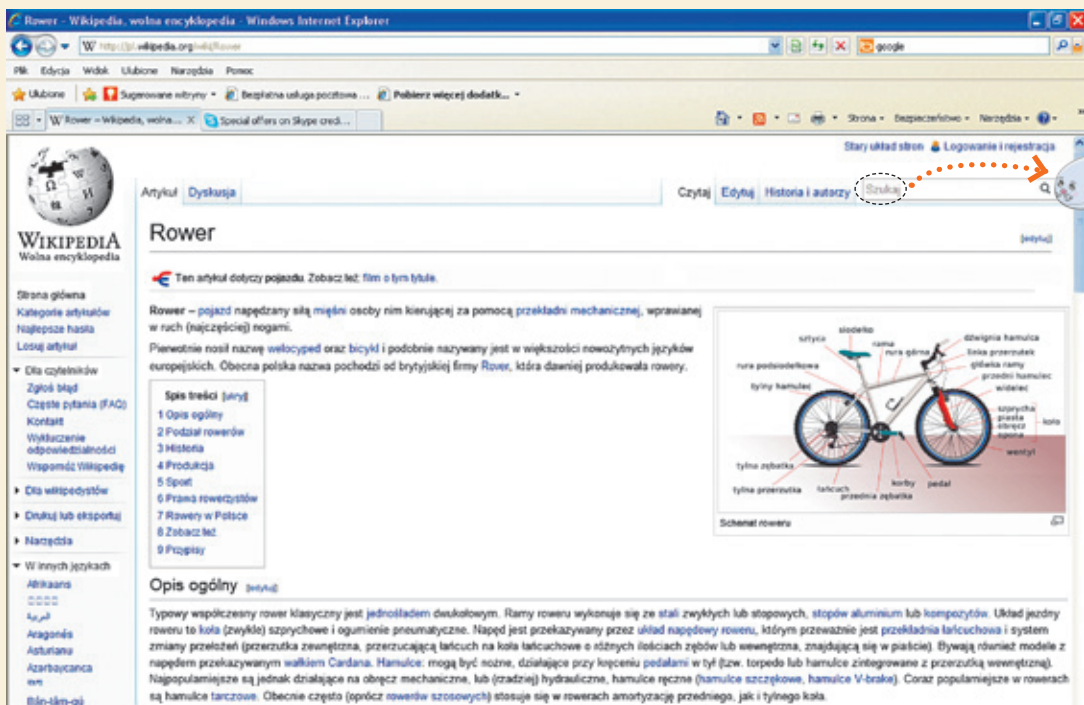 Rower - Wikipedia, wolna encyklopedia - Windows Internet Explorer
http://pl.wikipedia.org/wiki/Rower
google
Plik Edycja Widok Ulubione Narzędzia Pomoc
Ulubione Sugerowane witryny Bezpłatna usługa pocztowa ... Pobierz więcej dodatk...
W Rower – Wikipedia, wolna... X Special offers on Skype credi...
Strona Bezpieczeństwo Narzędzia
Stary układ stron Logowanie i rejestracja
Artykuł Dyskusja
Czytaj Edytuj Historia i autorzy Szukaj
WIKIPEDIA
Wolna encyklopedia
Rower
[edytuj]
Ten artykuł dotyczy pojazdu. Zobacz też: film o tym tytule.
Strona główna
Kategorie artykułów
Najlepsze hasła
Losuj artykuł
Dla czytelników
Zgłoś błąd
Częste pytania (FAQ)
Kontakt
Wykluczenie
odpowiedzialności
Wspomóż Wikipedię
Dla wikipedystów
Drukuj lub eksportuj
Narzędzia
W innych językach
Afrikaans
العربية
Aragonés
Asturianu
Azərbaycanca
Bân-lâm-gú
Rower – pojazd napędzany siłą mięśni osoby nim kierującej za pomocą przekładni mechanicznej, wprawianej
w ruch (najczęściej) nogami.
Pierwotnie nosił nazwę welocyped oraz bicykl i podobnie nazywany jest w większości nowożytnych języków
europejskich. Obecna polska nazwa pochodzi od brytyjskiej firmy Rover, która dawniej produkowała rowery.
Spis treści [ukryj]
1 Opis ogólny
2 Podział rowerów
3 Historia
4 Produkcja
5 Sport
6 Prawa rowerzystów
7 Rowery w Polsce
8 Zobacz też
9 Przypisy
siodełko
sztyca
rama
rura górna
dźwignia hamulca
linka przerzutek
główka ramy
przedni hamulec
widelec
rura podsiodełkowa
tylny hamulec
szprycha
piasta
obręcz
opona
koło
wentyl
tylna zębatka
tylna przerzutka
łańcuch
przednia zębatka
korby
pedał
Schemat roweru
Opis ogólny [edytuj]
Typowy współczesny rower klasyczny jest jednośladem dwukołowym. Ramy roweru wykonuje się ze stali zwykłych lub stopowych, stopów aluminium lub kompozytów. Układ jezdny
roweru to koła (zwykle) szprychowe i ogumienie pneumatyczne. Napęd jest przekazywany przez układ napędowy roweru, którym przeważnie jest przekładnia łańcuchowa i system
zmiany przełożeń (przerzutka zewnętrzna, przerzucającą łańcuch na koła łańcuchowe o różnych ilościach zębów lub wewnętrzna, znajdującą się w piaście). Bywają również modele z
napędem przekazywanym wałkiem Cardana. Hamulce: mogą być nożne, działające przy kręceniu pedałami w tył (tzw. torpedo lub hamulce zintegrowane z przerzutką wewnętrzną).
Najpopularniejsze są jednak działające na obręcz mechaniczne, lub (rzadziej) hydrauliczne, hamulce ręczne (hamulce szczękowe, hamulce V-brake). Coraz popularniejsze w rowerach
są hamulce tarczowe. Obecnie często (oprócz rowerów szosowych) stosuje się w rowerach amortyzację przedniego, jak i tylnego koła.